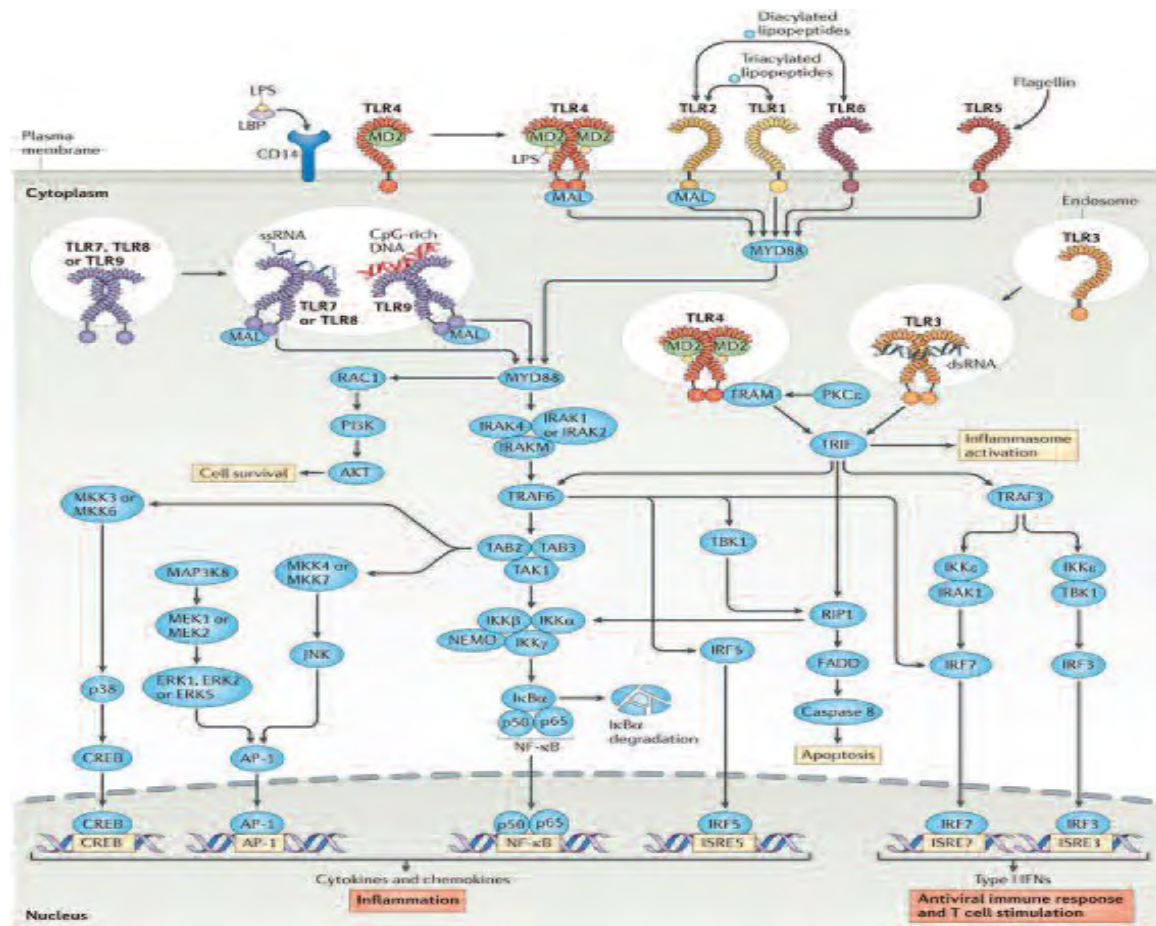 Diacylated
lipopeptides
Triacylated
lipopeptides
LPS
LBP
CD14
TLR4
MD2
TLR4
MD2 MD2
LPS
MAL
TLR2
MAL
TLR1
TLR6
TLR5
Flagellin
Plasma
membrane
Cytoplasm
MYD88
Endosome
TLR3
TLR7, TLR8
or TLR9
ssRNA
CpG-rich
DNA
TLR7
or TLR8
TLR9
MAL
MAL
TLR4
MD2 MD2
TLR3
dsRNA
RAC1
MYD88
TRAM
PKCε
PI3K
IRAK4
IRAK1
or IRAK2
IRAKM
TRIF
Inflammasome
activation
Cell survival
AKT
MKK3 or
MKK6
TRAF6
TRAF3
TAB2
TAB3
TAK1
TBK1
MAP3K8
MKK4 or
MKK7
IKKε
IRAK1
IKKε
TBK1
MEK1 or
MEK2
IKKβ
IKKα
NEMO
IKKγ
RIP1
JNK
IRF5
FADD
IRF7
IRF3
p38
ERK1, ERK2
or ERK5
IκBα
p50
p65
NF-κB
IκBα
degradation
Caspase 8
Apoptosis
CREB
AP-1
CREB
CREB
AP-1
AP-1
p50
p65
NF-κB
IRF5
ISRE5
IRF7
ISRE7
IRF3
ISRE3
Cytokines and chemokines
Inflammation
Type I IFNs
Antiviral immune response
and T cell stimulation
Nucleus